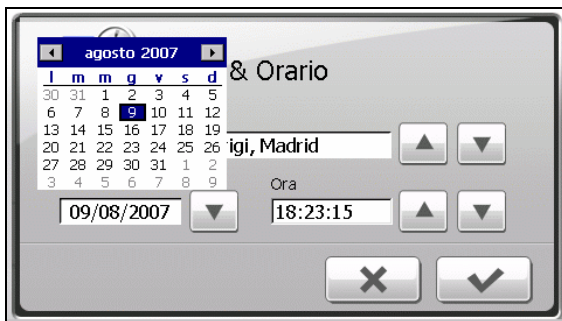 agosto 2007
& Orario
l m m g v s d
30 31 1 2 3 4 5
6 7 8 9 10 11 12
13 14 15 16 17 18 19
20 21 22 23 24 25 26
27 28 29 30 31 1 2
3 4 5 6 7 8 9
igi, Madrid
Ora
09/08/2007
18:23:15